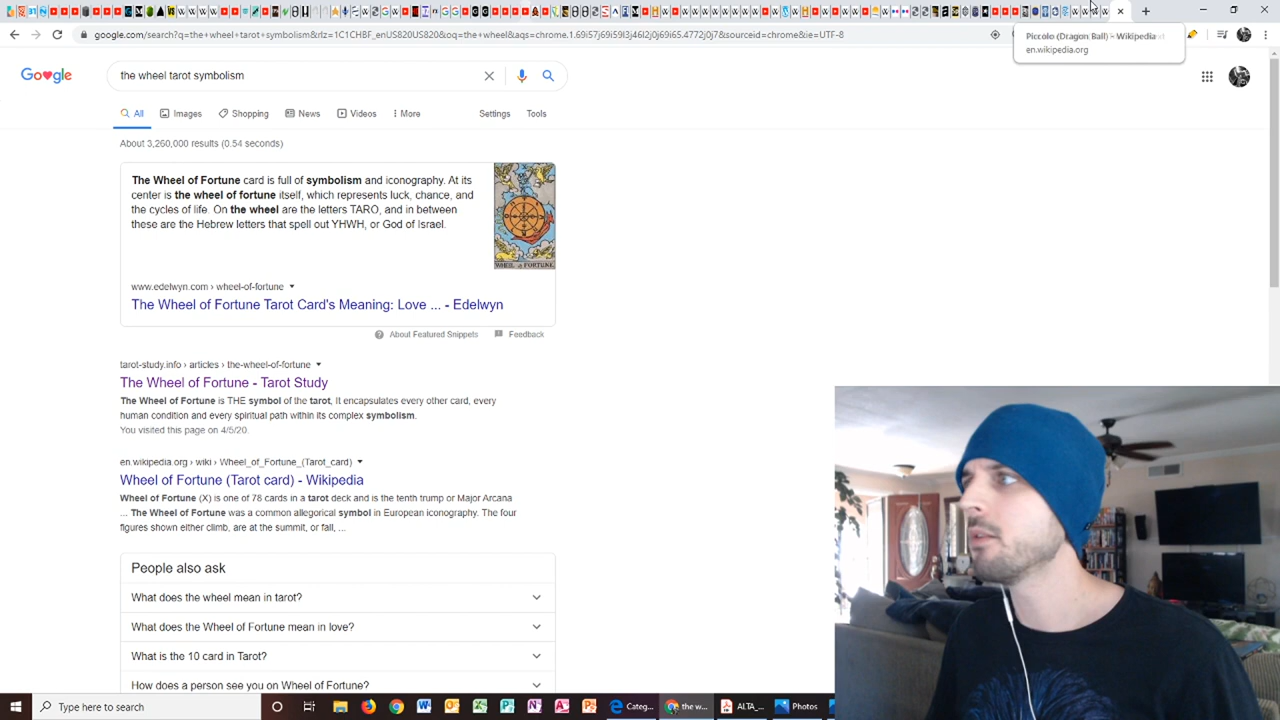 Piccolo (Dragon Ball) - Wikipedia
en.wikipedia.org
google.com/search?q=the+wheel+tarot+symbolism&rlz=1C1CHBF_enUS820US820&oq=the+wheel&aqs=chrome.1.69i57j69i59l3j46l2j0j69i65.4772j0j7&sourceid=chrome&ie=UTF-8
Google
the wheel tarot symbolism
All Images Shopping News Videos More Settings Tools
About 3,260,000 results (0.54 seconds)
The Wheel of Fortune card is full of symbolism and iconography. At its
center is the wheel of fortune itself, which represents luck, chance, and
the cycles of life. On the wheel are the letters TARO, and in between
these are the Hebrew letters that spell out YHWH, or God of Israel.
WHEEL of FORTUNE
www.edelwyn.com › wheel-of-fortune
The Wheel of Fortune Tarot Card's Meaning: Love ... - Edelwyn
About Featured Snippets Feedback
tarot-study.info › articles › the-wheel-of-fortune
The Wheel of Fortune - Tarot Study
The Wheel of Fortune is THE symbol of the tarot, It encapsulates every other card, every
human condition and every spiritual path within its complex symbolism.
You visited this page on 4/5/20.
en.wikipedia.org › wiki › Wheel_of_Fortune_(Tarot_card)
Wheel of Fortune (Tarot card) - Wikipedia
Wheel of Fortune (X) is one of 78 cards in a tarot deck and is the tenth trump or Major Arcana
... The Wheel of Fortune was a common allegorical symbol in European iconography. The four
figures shown either climb, are at the summit, or fall, ...
People also ask
What does the wheel mean in tarot?
What does the Wheel of Fortune mean in love?
What is the 10 card in Tarot?
How does a person see you on Wheel of Fortune?
Type here to search
Categ...
the w...
ALTA_...
Photos